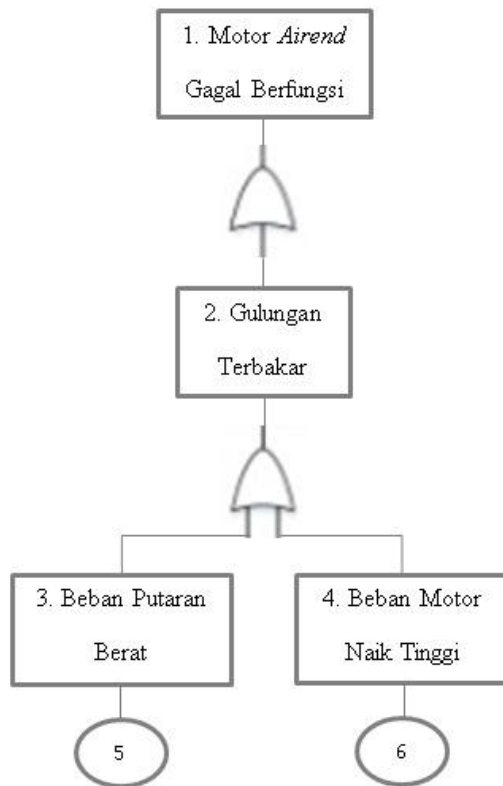 1. Motor Airend
Gagal Berfungsi
2. Gulungan
Terbakar
3. Beban Putaran
Berat
4. Beban Motor
Naik Tinggi
5
6